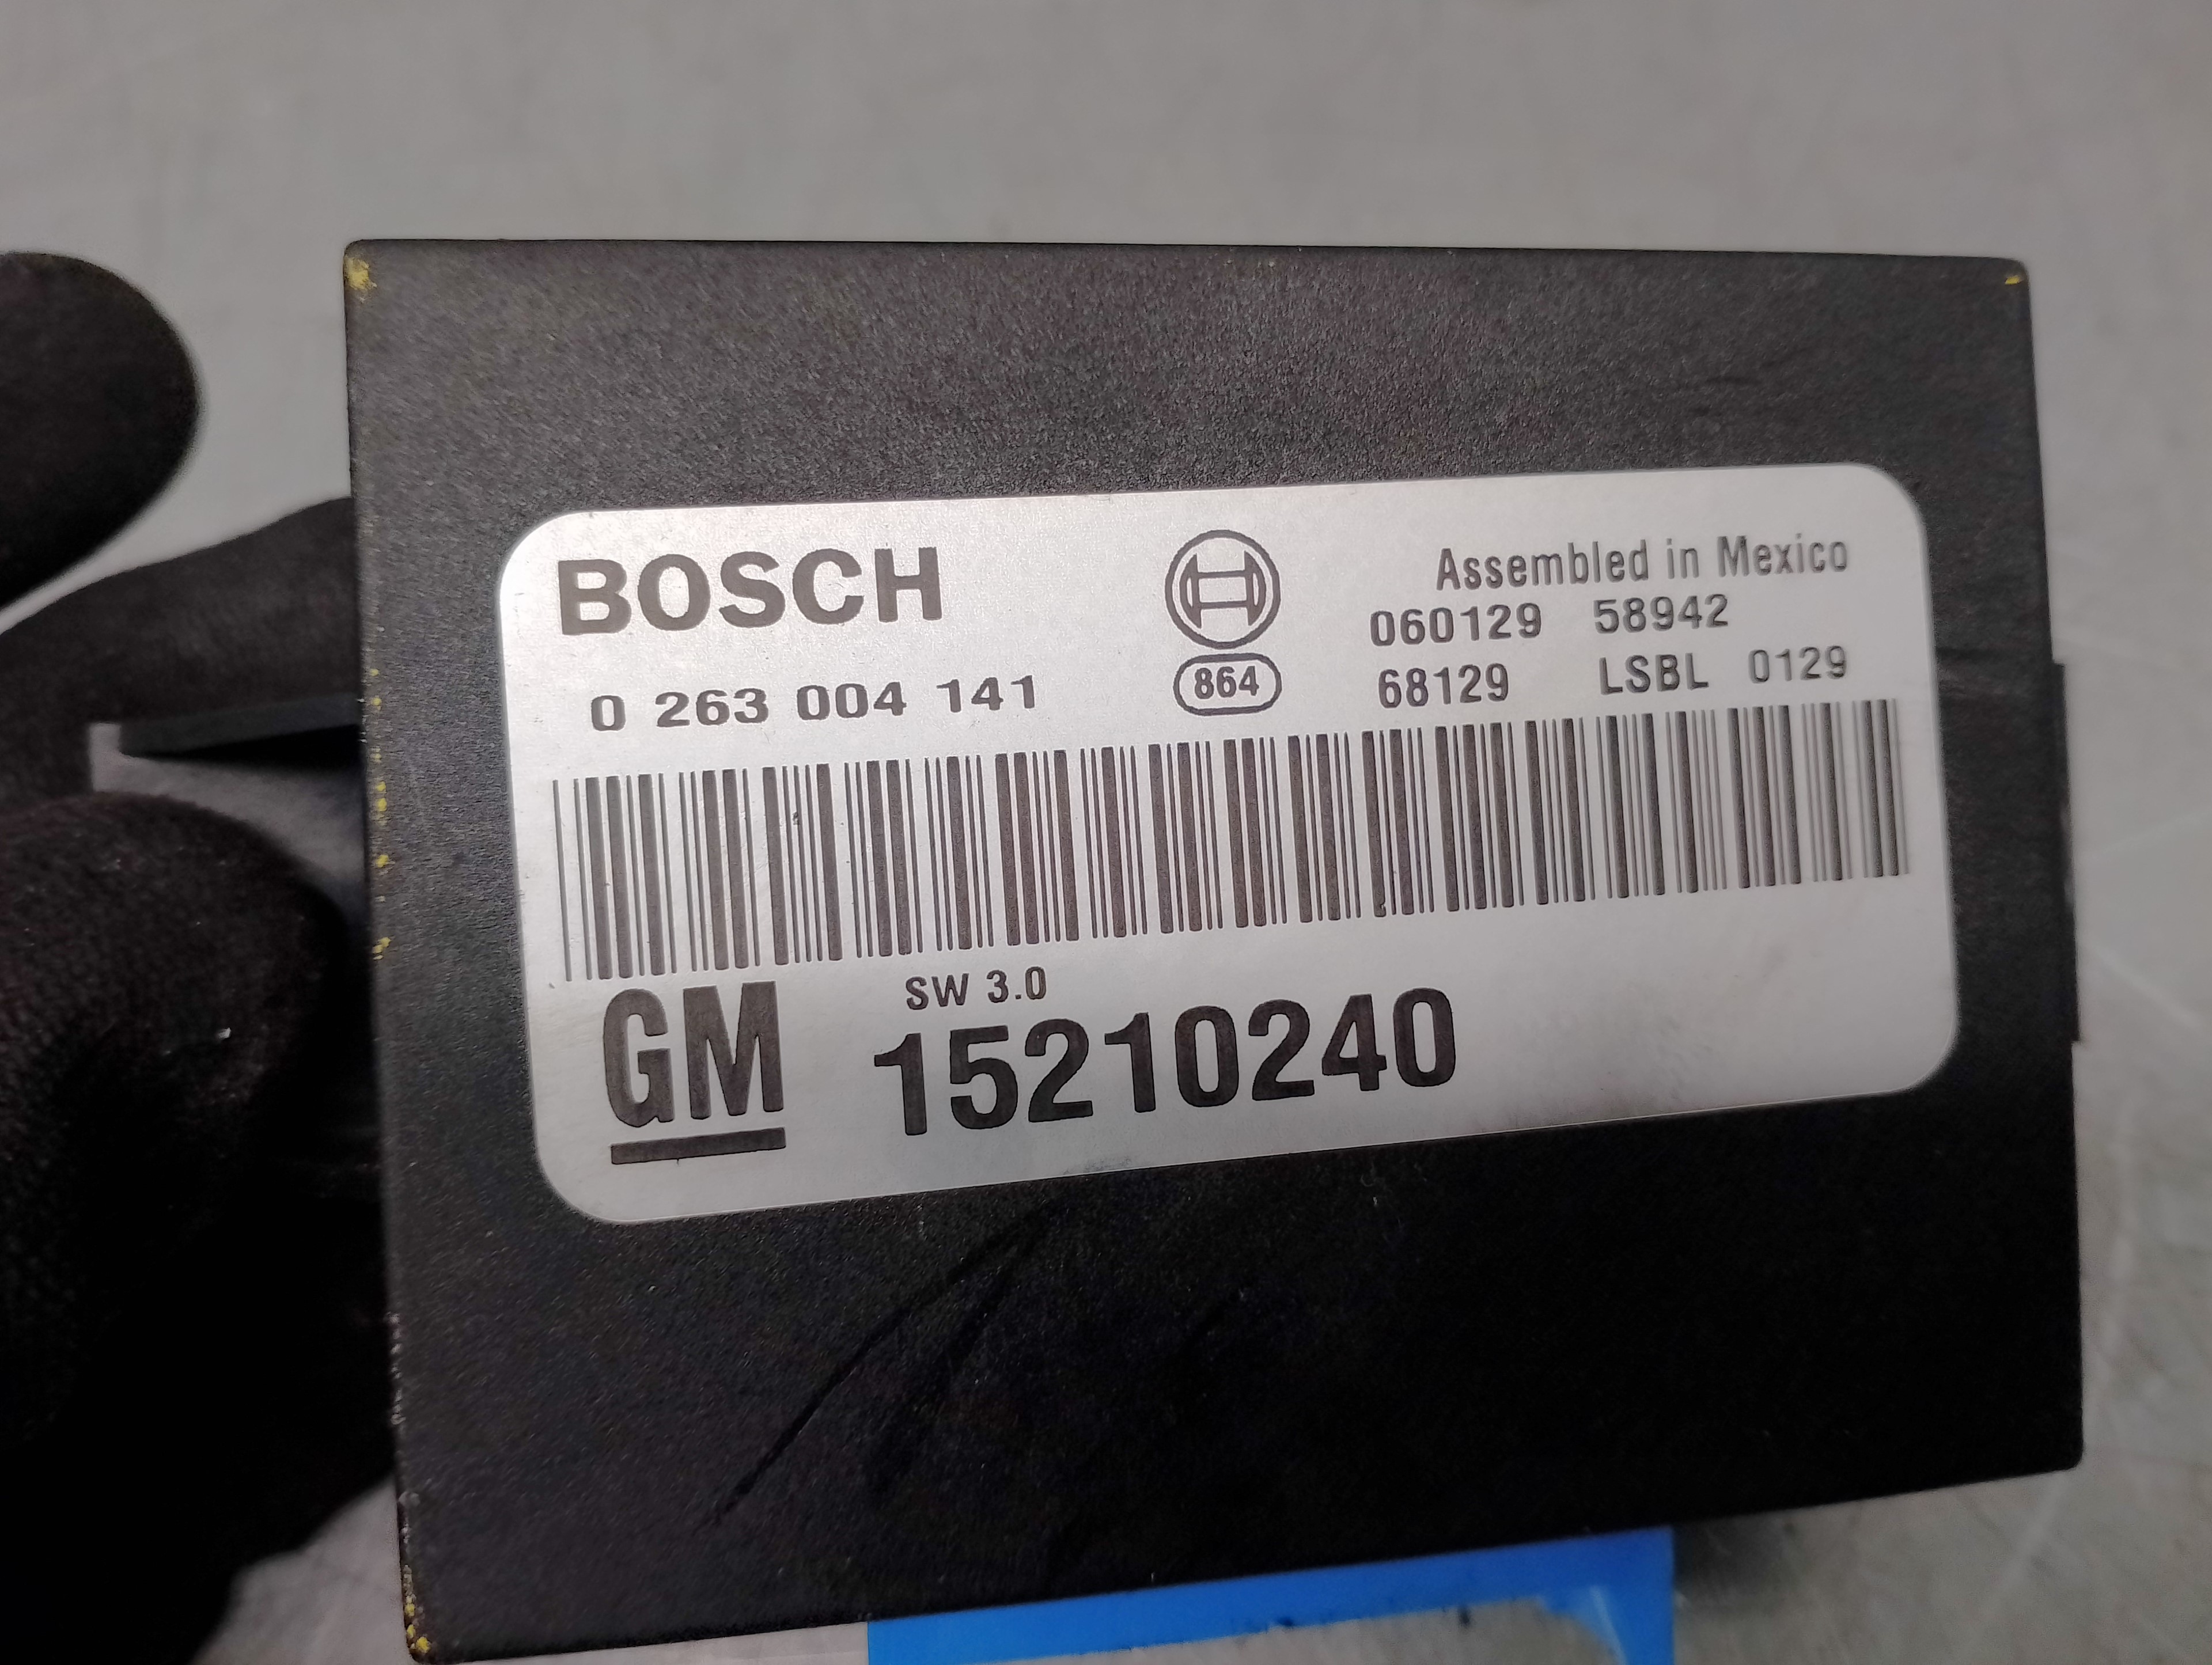 BOSCH
Assembled in Mexico
060129 58942
0 263 004 141
864
68129 LSBL 0129
SW 3.0
GM 15210240